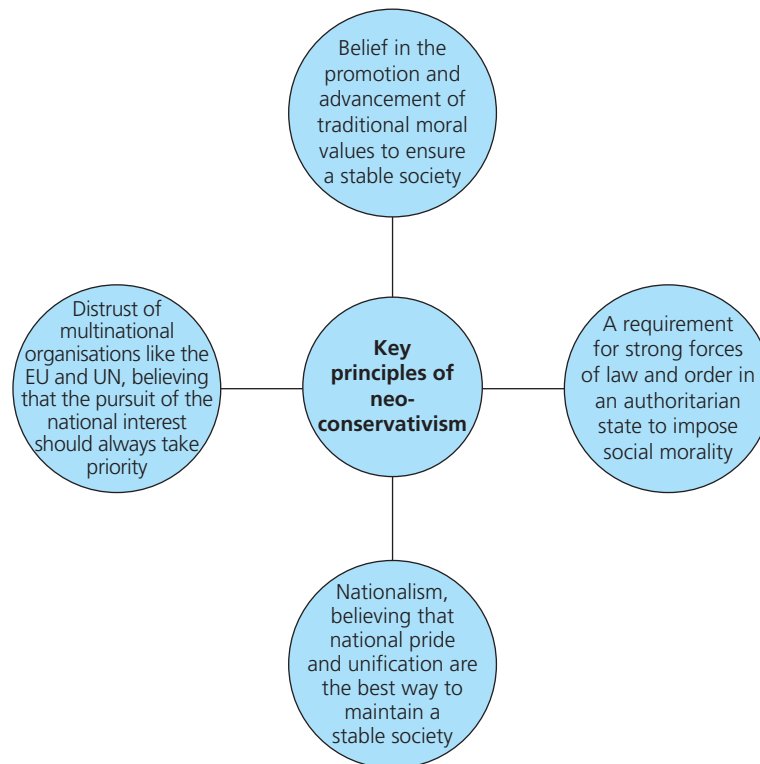 Belief in the
promotion and
advancement of
traditional moral
values to ensure
a stable society
Distrust of
multinational
organisations like the
EU and UN, believing
that the pursuit of the
national interest
should always take
priority
Key
principles of
neo-
conservativism
A requirement
for strong forces
of law and order in
an authoritarian
state to impose
social morality
Nationalism,
believing that
national pride
and unification are
the best way to
maintain a
stable society